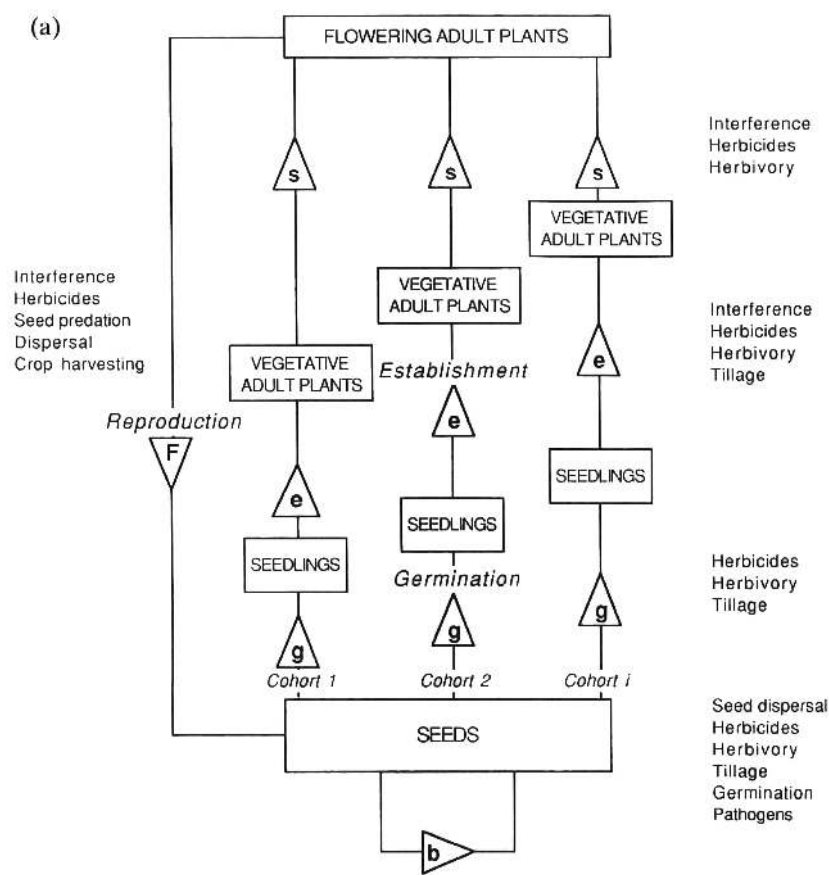 (a)
FLOWERING ADULT PLANTS
s
s
s
Interference
Herbicides
Herbivory
VEGETATIVE
ADULT PLANTS
VEGETATIVE
ADULT PLANTS
VEGETATIVE
ADULT PLANTS
Interference
Herbicides
Seed predation
Dispersal
Crop harvesting
Interference
Herbicides
Herbivory
Tillage
Reproduction
F
Establishment
e
e
e
SEEDLINGS
SEEDLINGS
SEEDLINGS
Germination
g
g
g
Herbicides
Herbivory
Tillage
Cohort 1
Cohort 2
Cohort i
SEEDS
Seed dispersal
Herbicides
Herbivory
Tillage
Germination
Pathogens
b